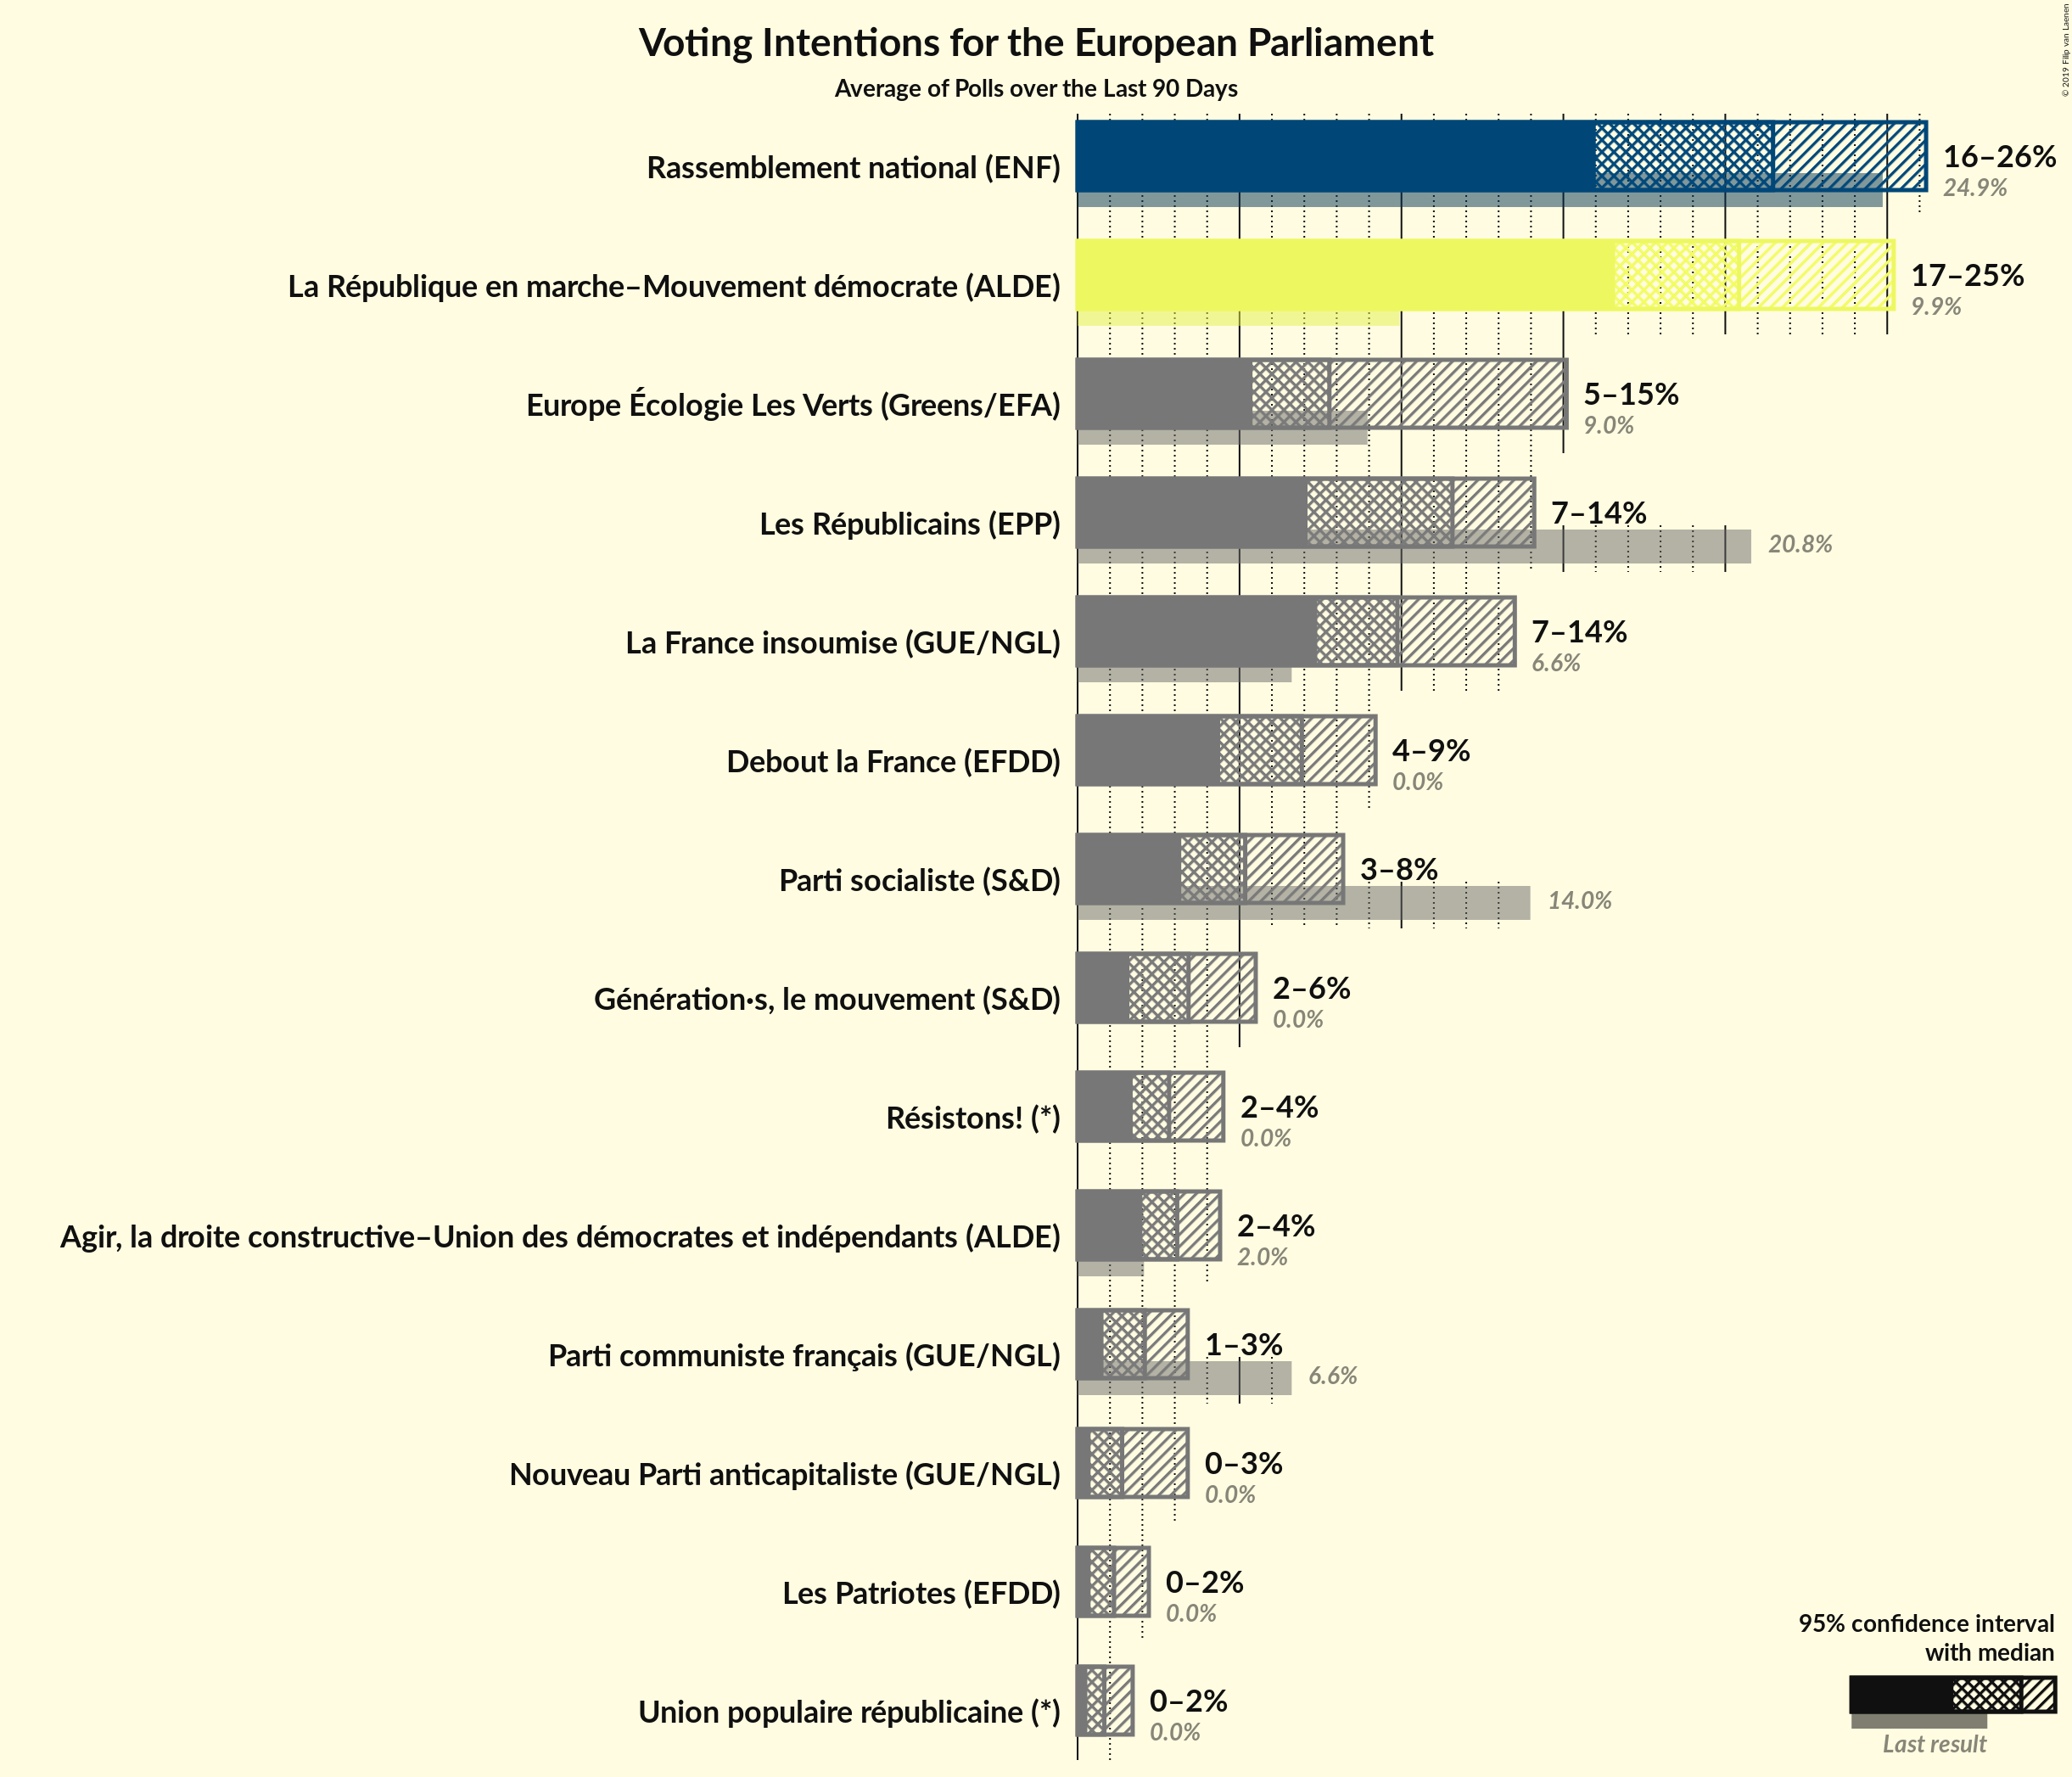 Voting Intentions for the European Parliament
Average of Polls over the Last 90 Days
© 2019 Filip van Laenen
Rassemblement national (ENF)
16–26%
24.9%
La République en marche–Mouvement démocrate (ALDE)
17–25%
9.9%
Europe Écologie Les Verts (Greens/EFA)
5–15%
9.0%
Les Républicains (EPP)
7–14%
20.8%
La France insoumise (GUE/NGL)
7–14%
6.6%
Debout la France (EFDD)
4–9%
0.0%
Parti socialiste (S&D)
3–8%
14.0%
Génération·s, le mouvement (S&D)
2–6%
0.0%
Résistons! (*)
2–4%
0.0%
Agir, la droite constructive–Union des démocrates et indépendants (ALDE)
2–4%
2.0%
Parti communiste français (GUE/NGL)
1–3%
6.6%
Nouveau Parti anticapitaliste (GUE/NGL)
0–3%
0.0%
Les Patriotes (EFDD)
0–2%
0.0%
Union populaire républicaine (*)
0–2%
0.0%
95% confidence interval
with median
Last result